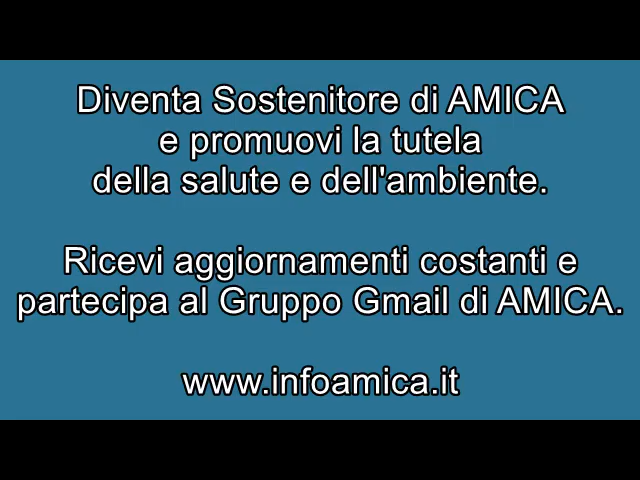 Diventa Sostenitore di AMICA
e promuovi la tutela
della salute e dell'ambiente.
Ricevi aggiornamenti costanti e
partecipa al Gruppo Gmail di AMICA.
www.infoamica.it